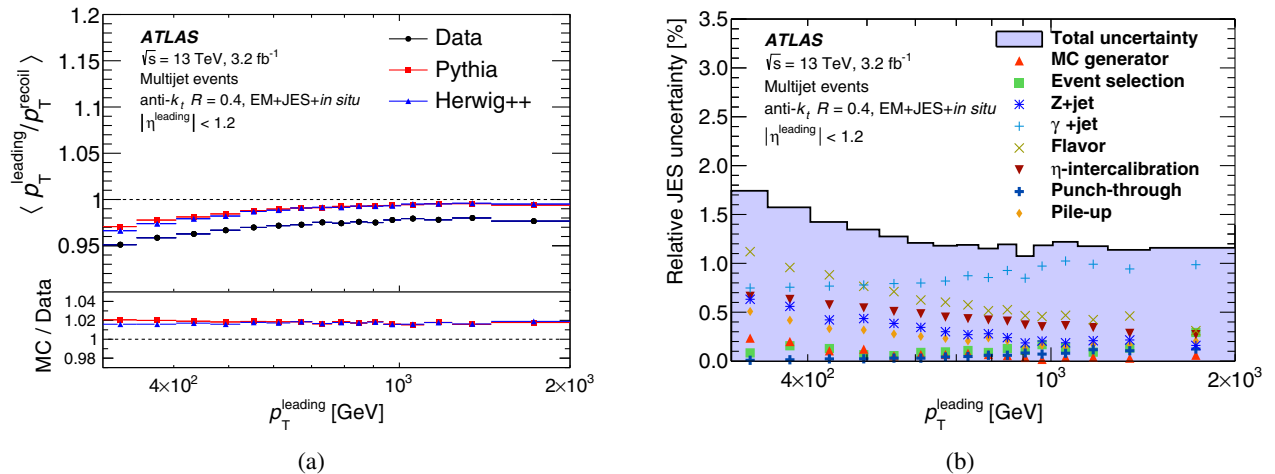 ATLAS
√s = 13 TeV, 3.2 fb⁻¹
Multijet events
anti-kₜ R = 0.4, EM+JES+in situ
|η^leading| < 1.2
Data
Pythia
Herwig++
⟨ p_T^leading / p_T^recoil ⟩
1.2
1.15
1.1
1.05
1
0.95
MC / Data
1.04
1.02
1
0.98
4×10²
10³
2×10³
p_T^leading [GeV]
(a)
ATLAS
√s = 13 TeV, 3.2 fb⁻¹
Multijet events
anti-kₜ R = 0.4, EM+JES+in situ
|η^leading| < 1.2
Total uncertainty
MC generator
Event selection
Z+jet
γ +jet
Flavor
η-intercalibration
Punch-through
Pile-up
Relative JES uncertainty [%]
3.5
3.0
2.5
2.0
1.5
1.0
0.5
0.0
4×10²
10³
2×10³
p_T^leading [GeV]
(b)